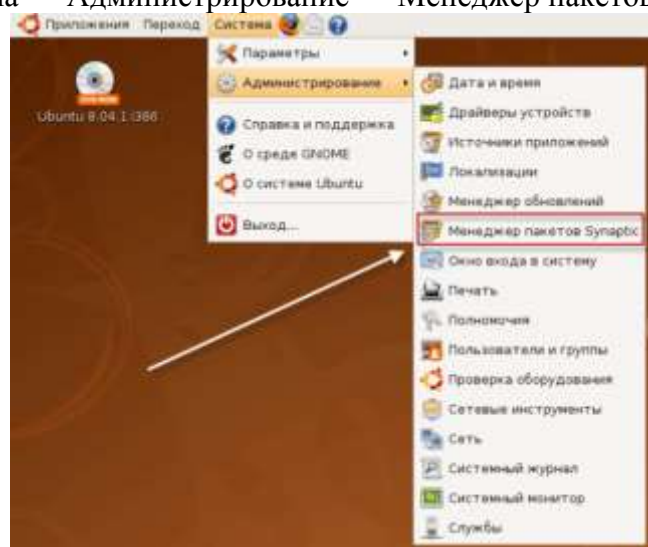 Администрирование Менеджер пакетов
Приложения Переход Система
Параметры
Администрирование
Справка и поддержка
О среде GNOME
О системе Ubuntu
Выход...
Ubuntu 8.04.1 i386
Дата и время
Драйверы устройств
Источники приложений
Локализации
Менеджер обновлений
Менеджер пакетов Synaptic
Окно входа в систему
Печать
Полномочия
Пользователи и группы
Проверка оборудования
Сетевые инструменты
Сеть
Системный журнал
Системный монитор
Службы